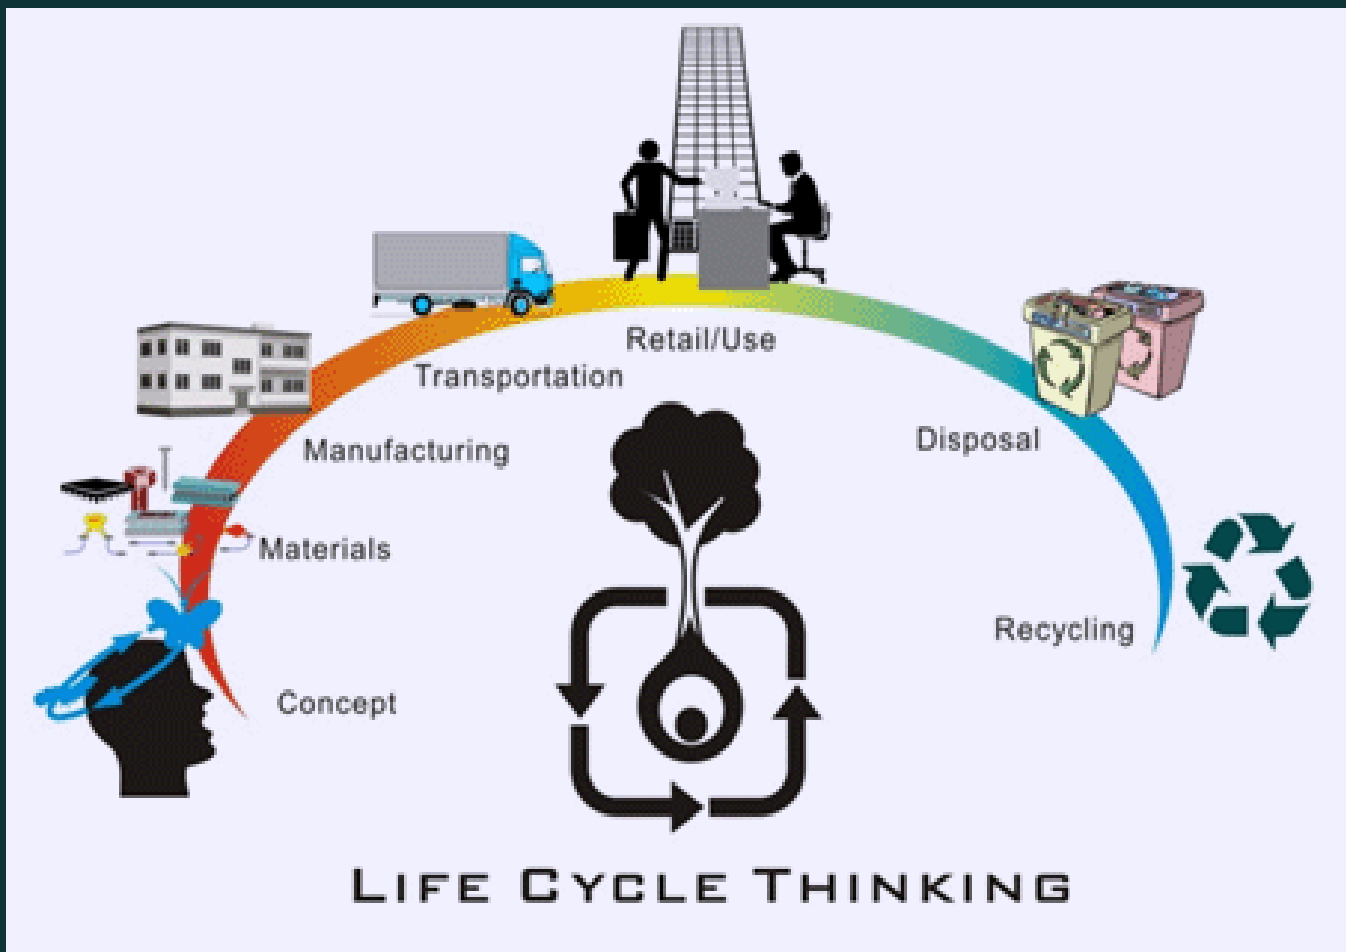 Retail/Use
Transportation
Manufacturing
Disposal
Materials
Recycling
Concept
LIFE CYCLE THINKING